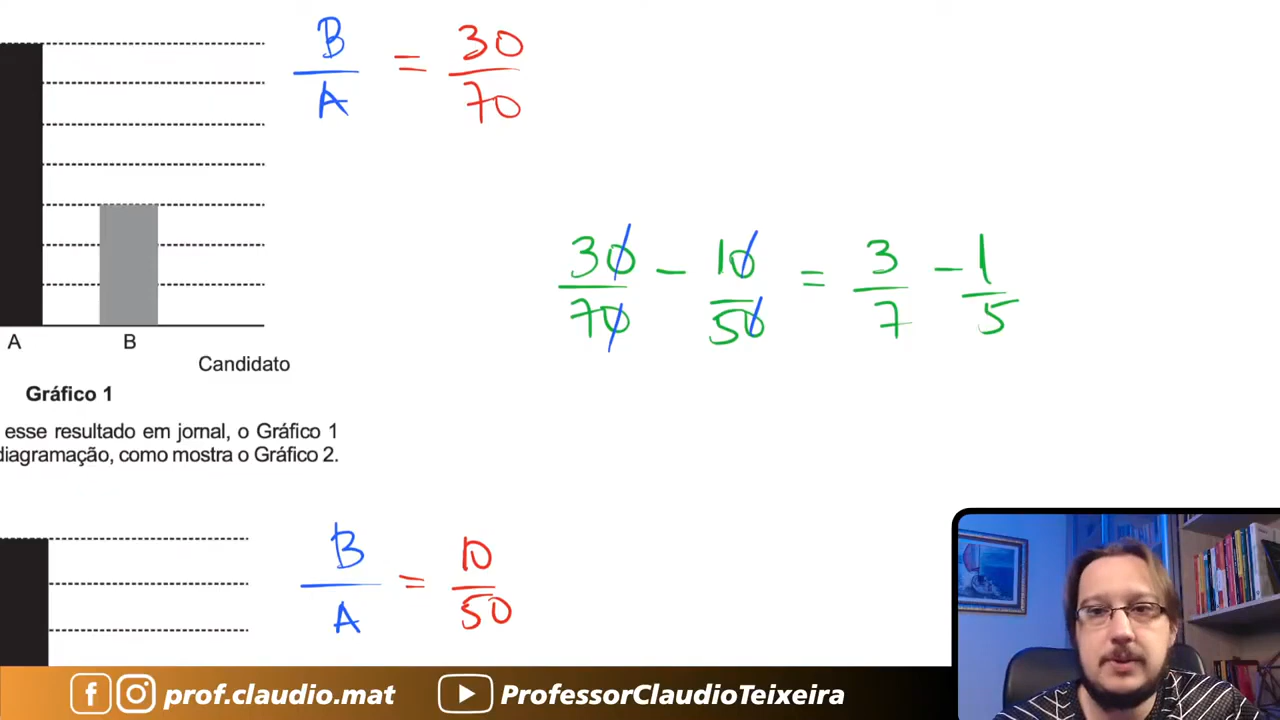 B/A = 30/70
30/70 - 10/50 = 3/7 - 1/5
A B
Candidato
Gráfico 1
esse resultado em jornal, o Gráfico 1
diagramação, como mostra o Gráfico 2.
B/A = 10/50
prof.claudio.mat
ProfessorClaudioTeixeira